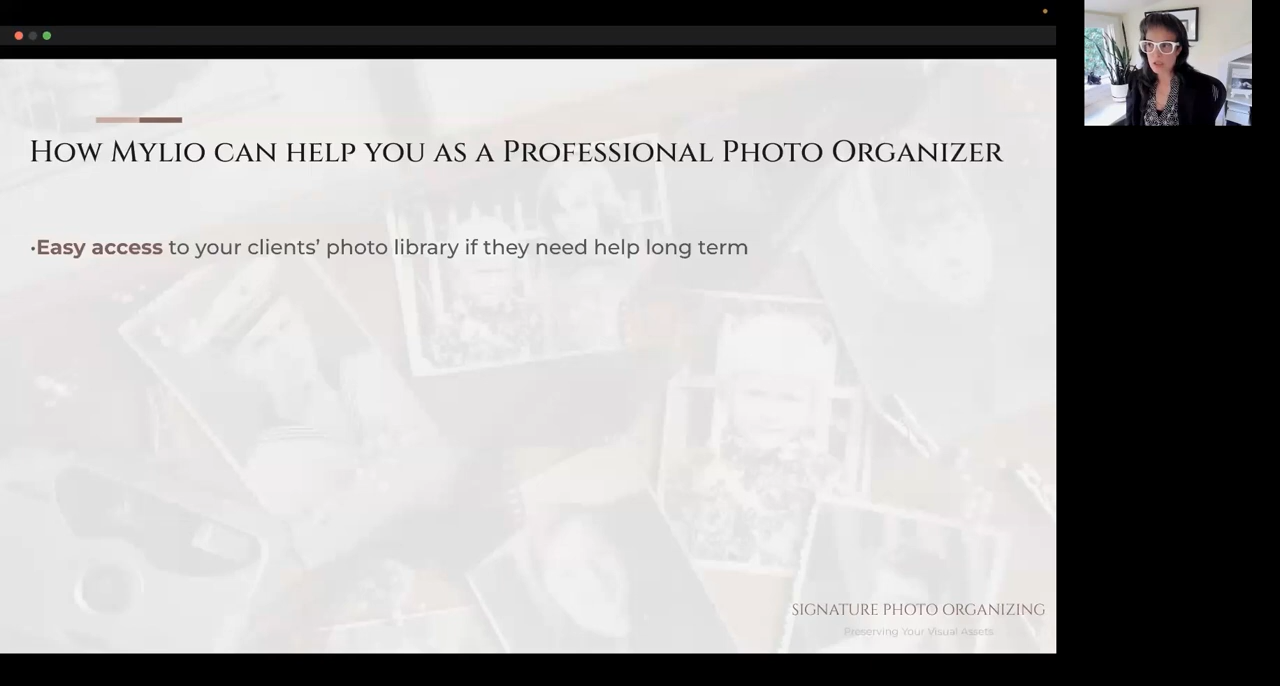 How Mylio can help you as a Professional Photo Organizer
•Easy access to your clients’ photo library if they need help long term
SIGNATURE PHOTO ORGANIZING
Preserving Your Visual Assets